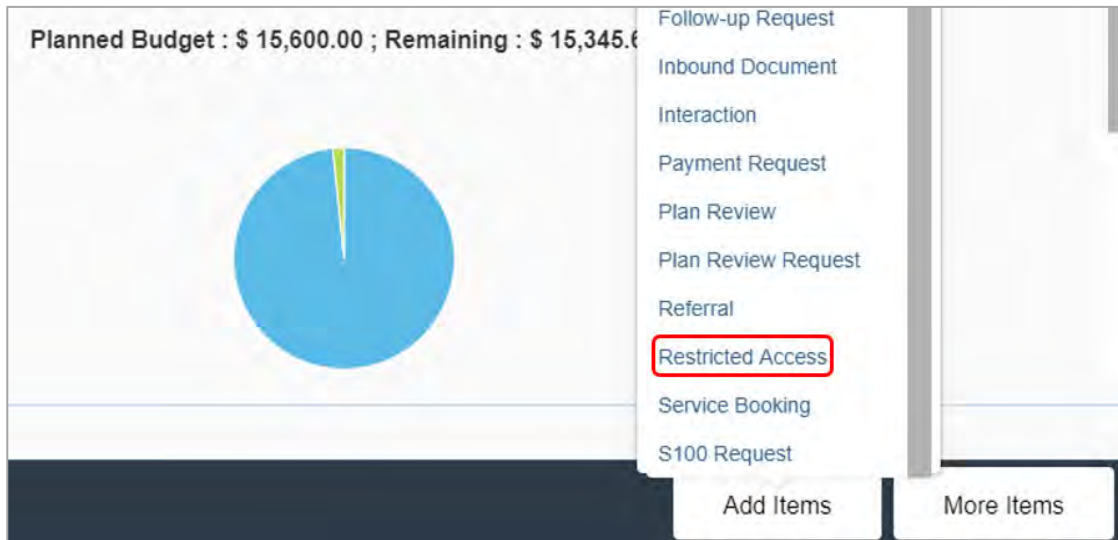 Planned Budget : $ 15,600.00 ; Remaining : $ 15,345.6
Follow-up Request
Inbound Document
Interaction
Payment Request
Plan Review
Plan Review Request
Referral
Restricted Access
Service Booking
S100 Request
Add Items
More Items